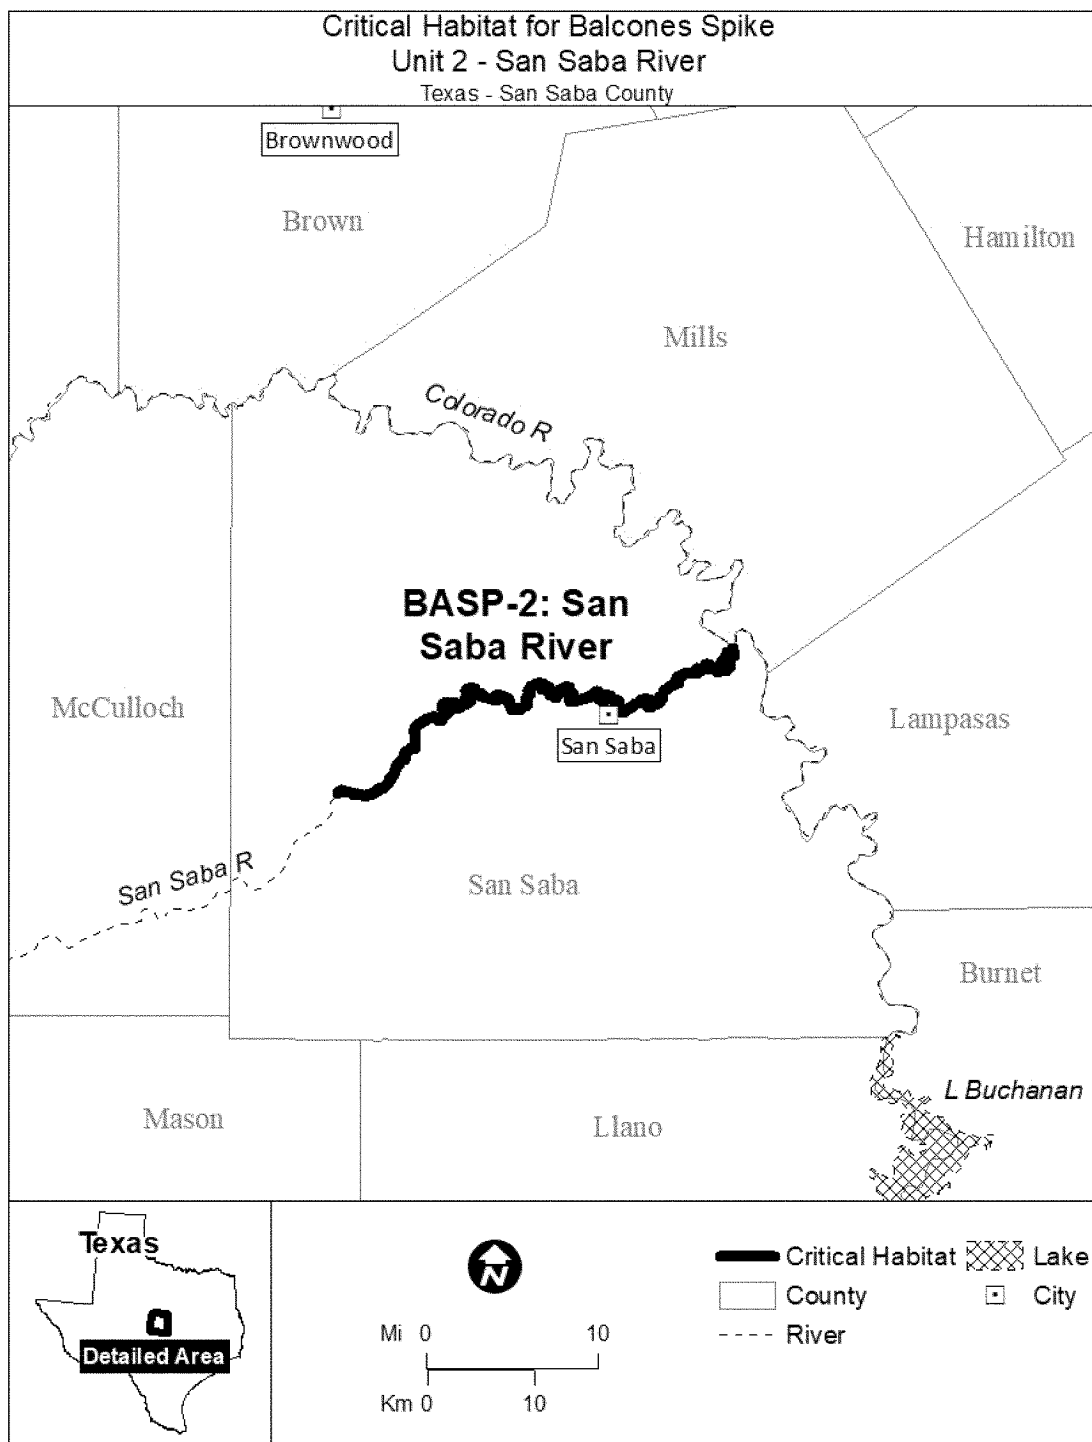 Critical Habitat for Balcones Spike
Unit 2 - San Saba River
Texas - San Saba County
Brownwood
Brown
Hamilton
Mills
Colorado R
BASP-2: San
Saba River
McCulloch
San Saba
Lampasas
San Saba R
San Saba
Burnet
L Buchanan
Mason
Llano
Texas
Detailed Area
N
Mi 0 10
Km 0 10
Critical Habitat
Lake
County
City
River